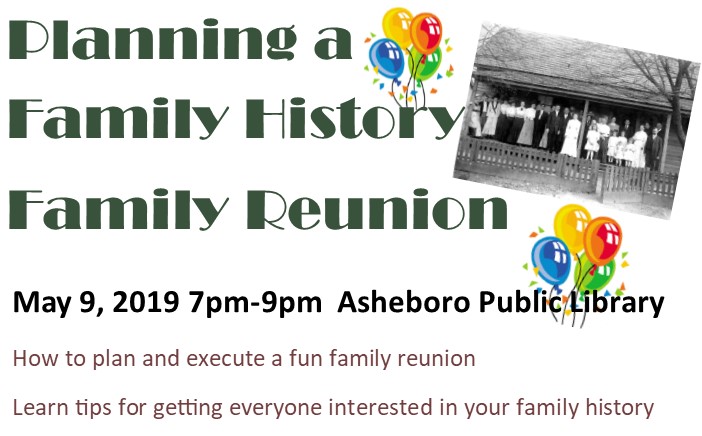 Planning a
Family History
Family Reunion
May 9, 2019 7pm-9pm Asheboro Public Library
How to plan and execute a fun family reunion
Learn tips for getting everyone interested in your family history